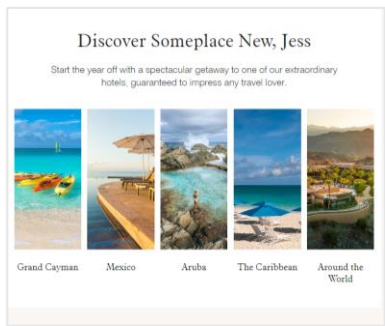 Discover Someplace New, Jess
Start the year off with a spectacular getaway to one of our extraordinary
hotels, guaranteed to impress any travel lover.
Grand Cayman
Mexico
Aruba
The Caribbean
Around the
World